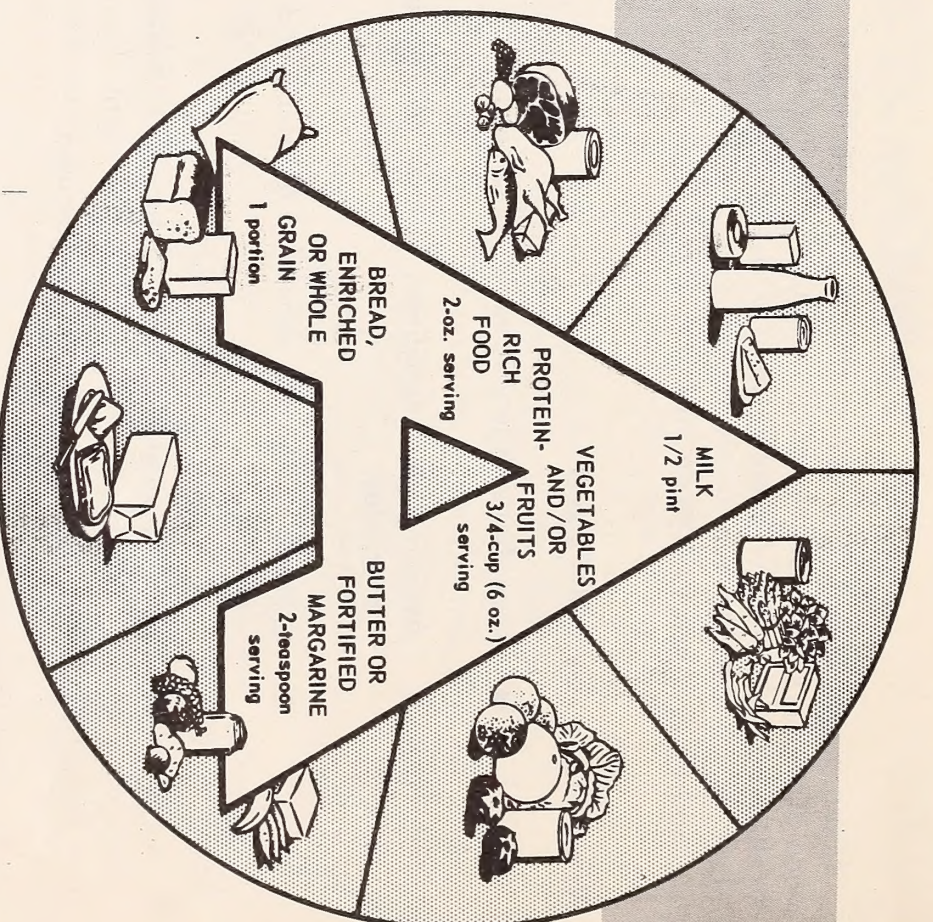 MILK
1/2 pint
PROTEIN-
RICH
FOOD
2-oz. serving
VEGETABLES
AND/OR
FRUITS
3/4-cup (6 oz.)
serving
BREAD,
ENRICHED
OR WHOLE
GRAIN
1 portion
BUTTER OR
FORTIFIED
MARGARINE
2-teaspoon
serving